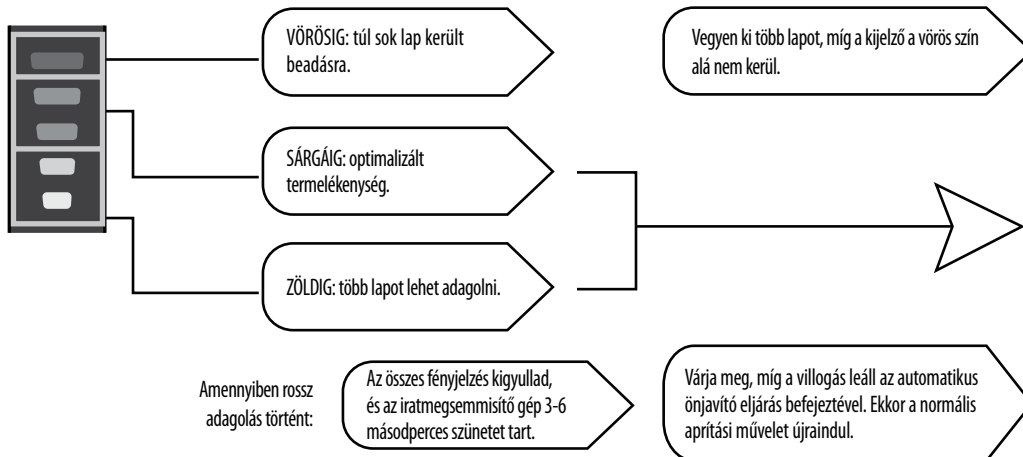 VÖRÖSIG: túl sok lap került
beadásra.
Vegyen ki több lapot, míg a kijelző a vörös szín
alá nem kerül.
SÁRGÁIG: optimalizált
termelékenység.
ZÖLDIG: több lapot lehet adagolni.
Amennyiben rossz
adagolás történt:
Az összes fényjelzés kigyullad,
és az iratmegsemmisítő gép 3-6
másodperces szünetet tart.
Várja meg, míg a villogás leáll az automatikus
önjavító eljárás befejeztével. Ekkor a normális
aprítási művelet újraindul.